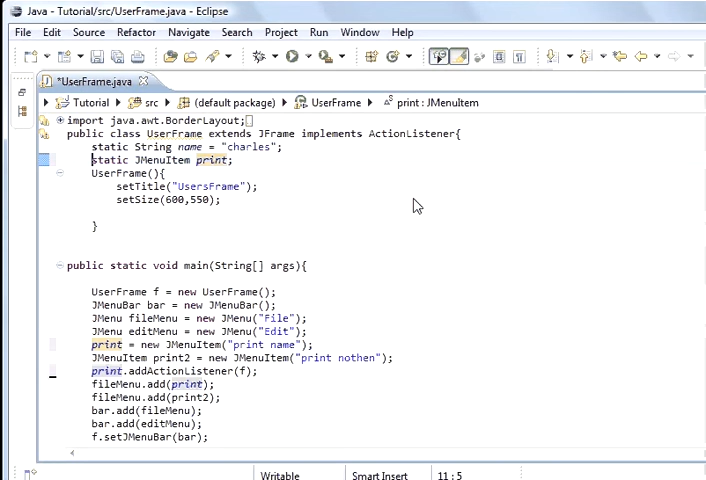 Java - Tutorial/src/UserFrame.java - Eclipse
File Edit Source Refactor Navigate Search Project Run Window Help
*UserFrame.java
Tutorial src (default package) UserFrame print : JMenuItem
import java.awt.BorderLayout;
public class UserFrame extends JFrame implements ActionListener{
static String name = "charles";
static JMenuItem print;
UserFrame(){
setTitle("UsersFrame");
setSize(600,550);
}
public static void main(String[] args){
UserFrame f = new UserFrame();
JMenuBar bar = new JMenuBar();
JMenu fileMenu = new JMenu("File");
JMenu editMenu = new JMenu("Edit");
print = new JMenuItem("print name");
JMenuItem print2 = new JMenuItem("print nothen");
print.addActionListener(f);
fileMenu.add(print);
fileMenu.add(print2);
bar.add(fileMenu);
bar.add(editMenu);
f.setJMenuBar(bar);
Writable Smart Insert 11 : 5